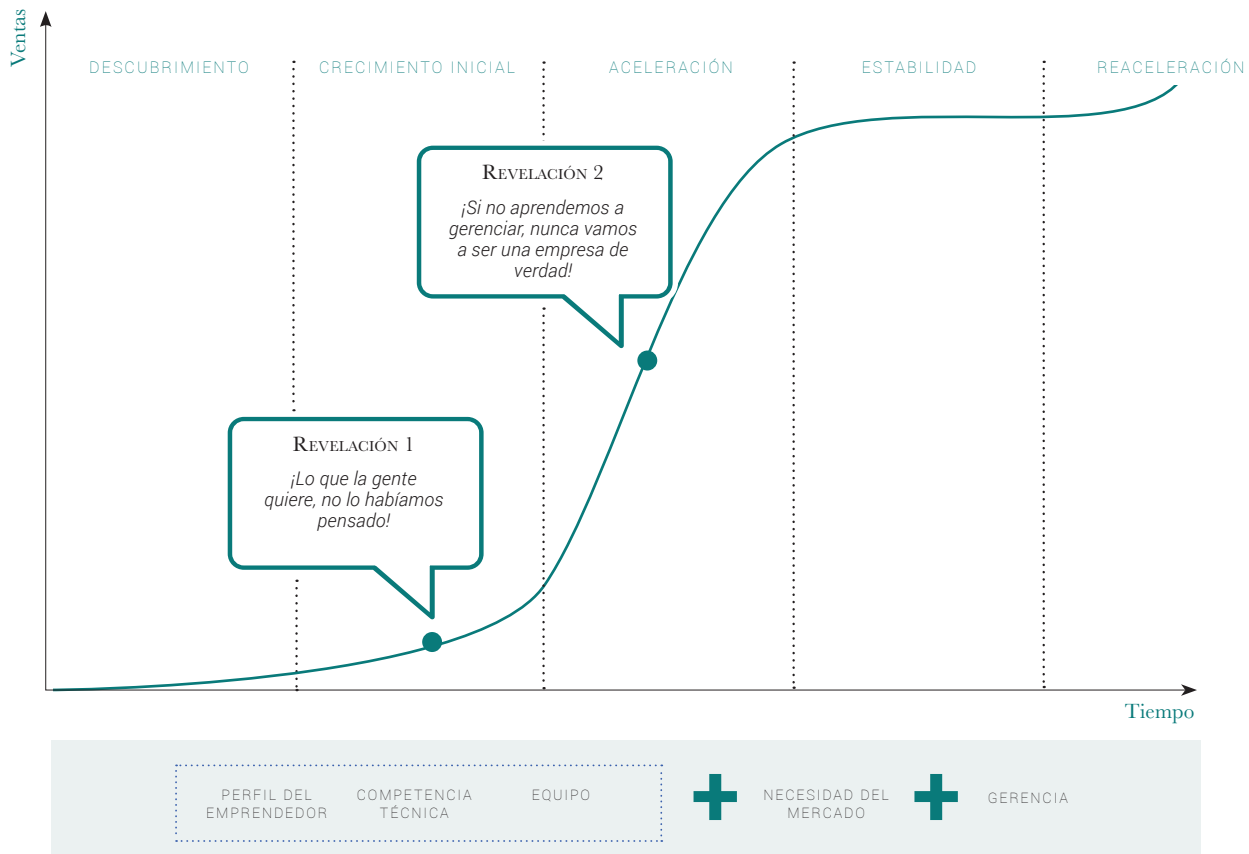 Ventas
DESCUBRIMIENTO
CRECIMIENTO INICIAL
ACELERACIÓN
ESTABILIDAD
REACELERACIÓN
Revelación 2
¡Si no aprendemos a
gerenciar, nunca vamos
a ser una empresa de
verdad!
Revelación 1
¡Lo que la gente
quiere, no lo habíamos
pensado!
Tiempo
PERFIL DEL
EMPRENDEDOR
COMPETENCIA
TÉCNICA
EQUIPO
NECESIDAD DEL
MERCADO
GERENCIA